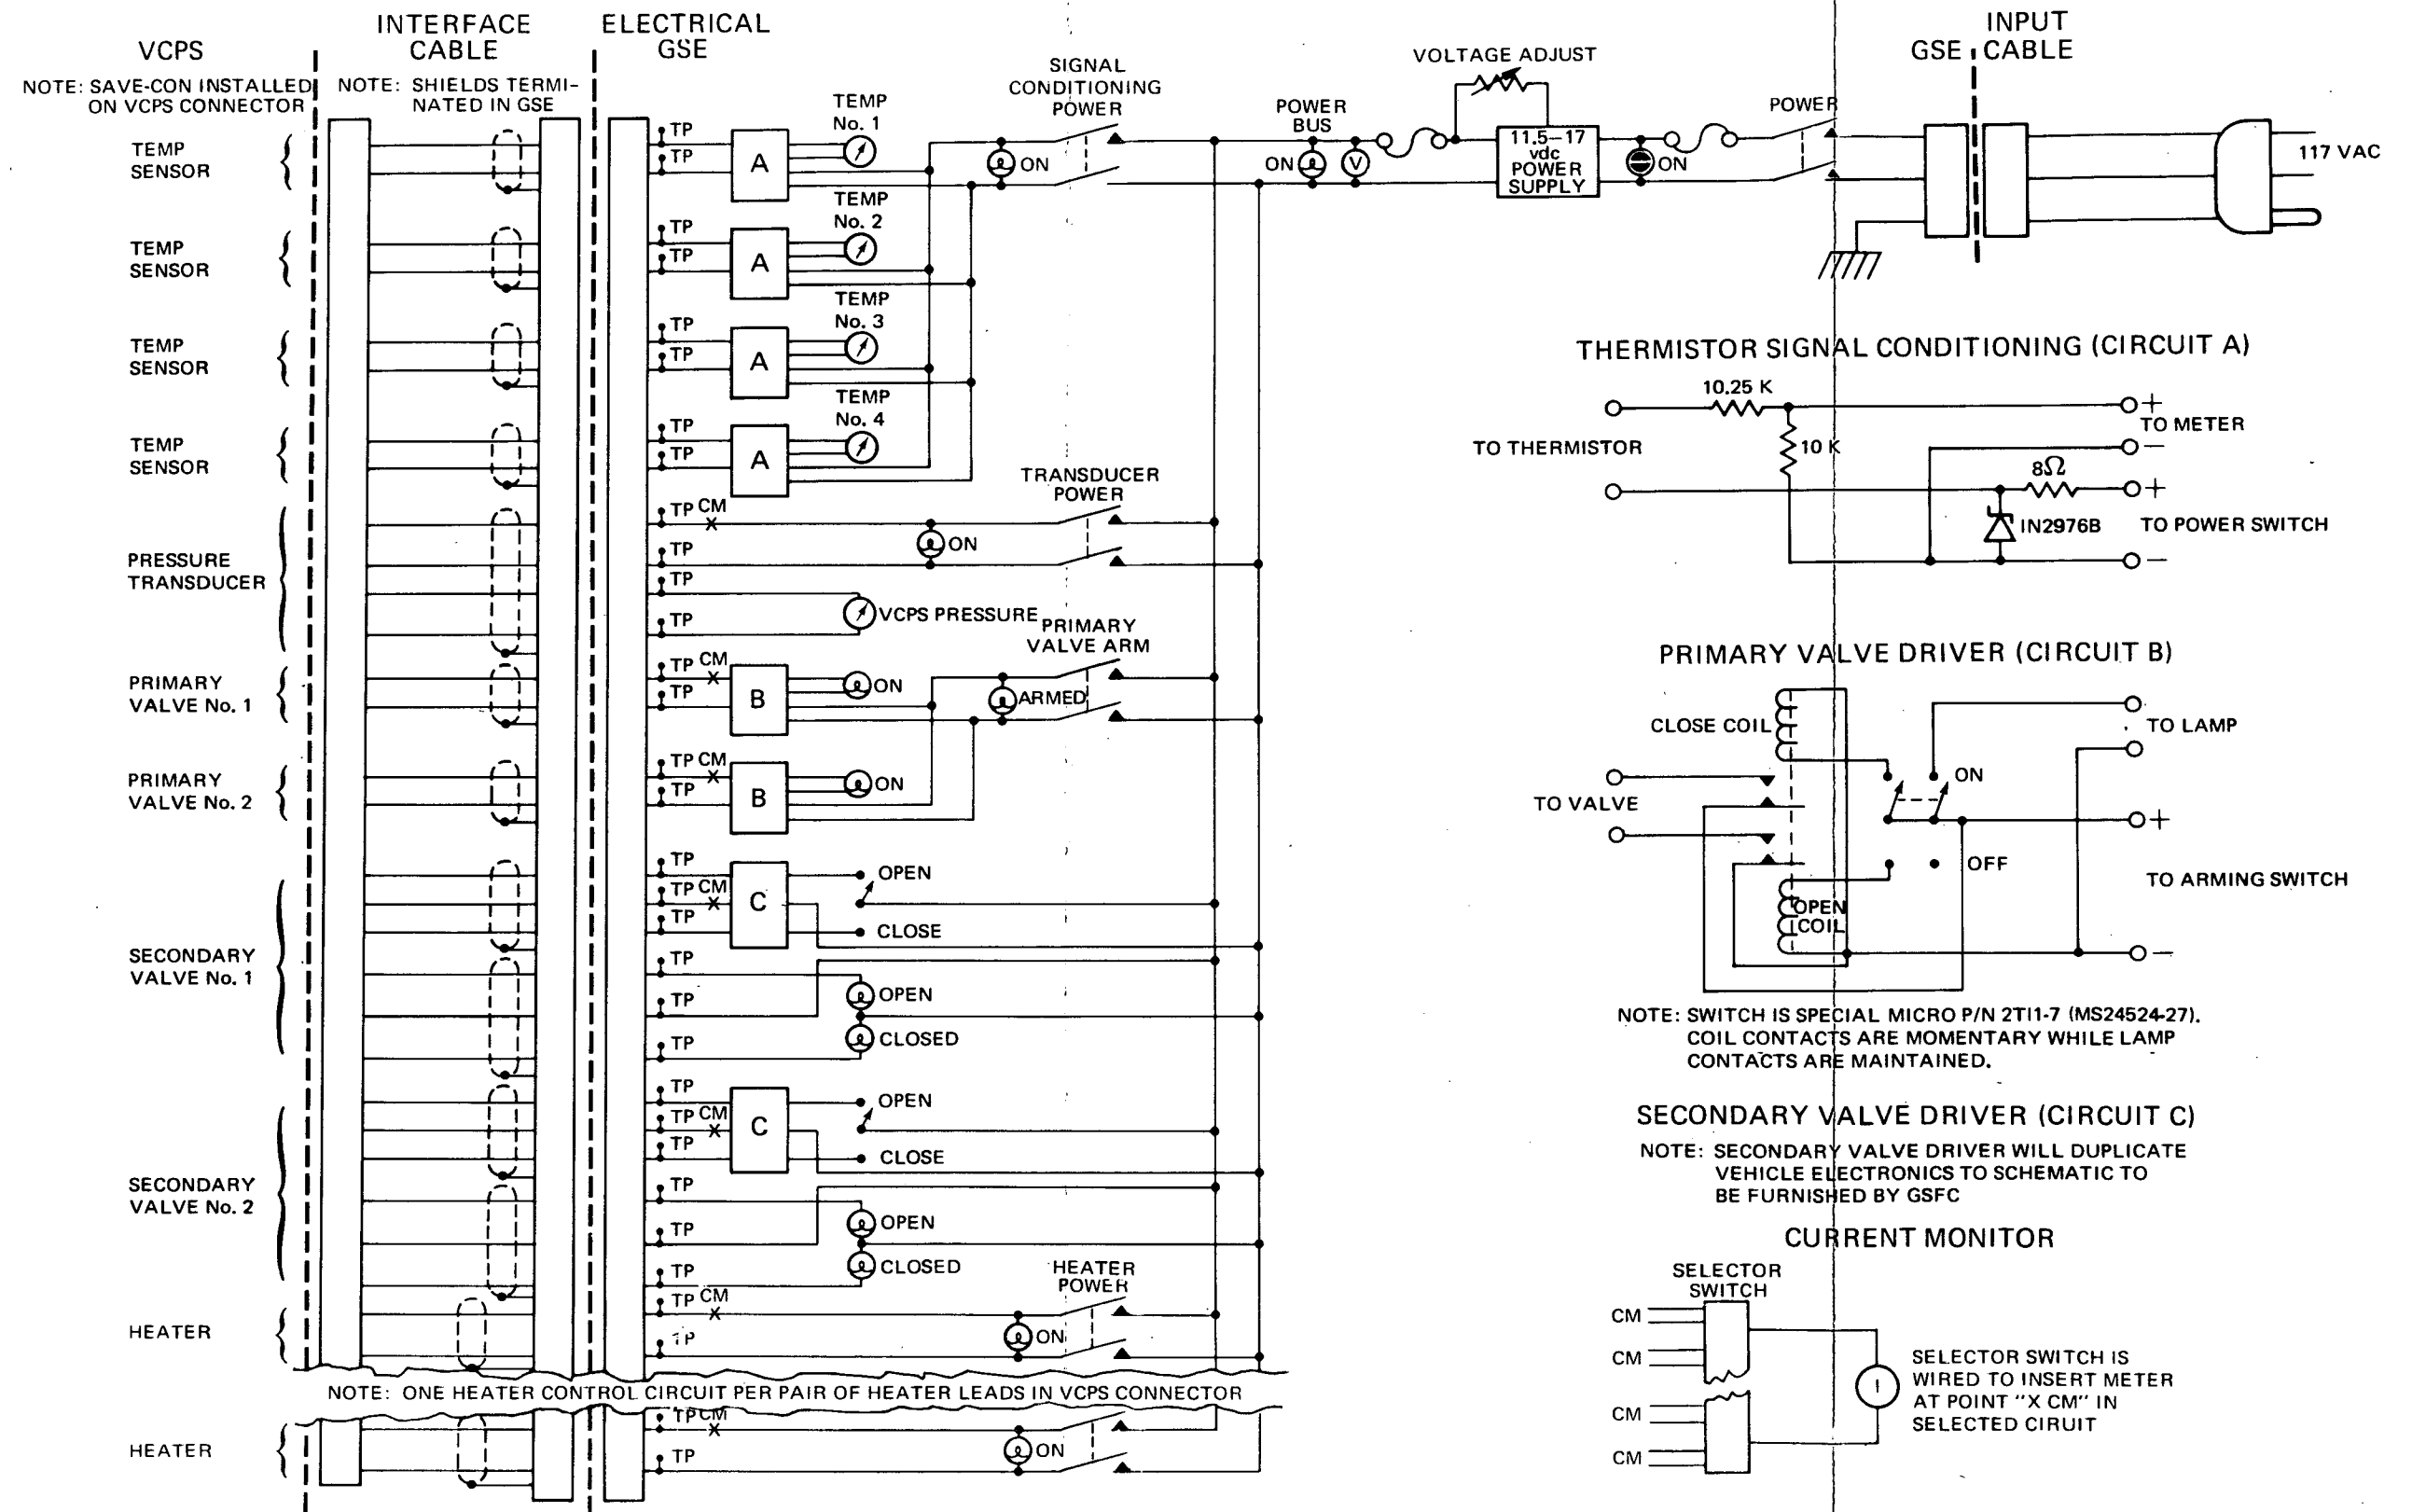 VCPS
NOTE: SAVE-CON INSTALLED
ON VCPS CONNECTOR
INTERFACE
CABLE
NOTE: SHIELDS TERMI-
NATED IN GSE
ELECTRICAL
GSE
TEMP
SENSOR
TEMP
SENSOR
TEMP
SENSOR
TEMP
SENSOR
PRESSURE
TRANSDUCER
PRIMARY
VALVE No. 1
PRIMARY
VALVE No. 2
SECONDARY
VALVE No. 1
SECONDARY
VALVE No. 2
HEATER
HEATER
TP
TP
A
TEMP
No. 1
TP
TP
A
TEMP
No. 2
TP
TP
A
TEMP
No. 3
TP
TP
A
TEMP
No. 4
SIGNAL
CONDITIONING
POWER
ON
TP CM
TP
TP
TP
ON
TRANSDUCER
POWER
VCPS PRESSURE
TP CM
TP
B
ON
PRIMARY
VALVE ARM
ARMED
TP CM
TP
B
ON
TP
TP CM
TP
C
OPEN
CLOSE
TP
TP
TP
OPEN
CLOSED
TP
TP CM
TP
C
OPEN
CLOSE
TP
TP
TP
OPEN
CLOSED
TP CM
TP
ON
HEATER
POWER
NOTE: ONE HEATER CONTROL CIRCUIT PER PAIR OF HEATER LEADS IN VCPS CONNECTOR
TP CM
TP
ON
POWER
BUS
ON
V
VOLTAGE ADJUST
11.5–17
vdc
POWER
SUPPLY
ON
POWER
GSE
INPUT
CABLE
117 VAC
THERMISTOR SIGNAL CONDITIONING (CIRCUIT A)
10.25 K
+
TO METER
TO THERMISTOR
10 K
—
8Ω
+
IN2976B
TO POWER SWITCH
—
PRIMARY VALVE DRIVER (CIRCUIT B)
CLOSE COIL
TO LAMP
ON
TO VALVE
+
OFF
TO ARMING SWITCH
OPEN
COIL
—
NOTE: SWITCH IS SPECIAL MICRO P/N 2TI1-7 (MS24524-27).
COIL CONTACTS ARE MOMENTARY WHILE LAMP
CONTACTS ARE MAINTAINED.
SECONDARY VALVE DRIVER (CIRCUIT C)
NOTE: SECONDARY VALVE DRIVER WILL DUPLICATE
VEHICLE ELECTRONICS TO SCHEMATIC TO
BE FURNISHED BY GSFC
CURRENT MONITOR
SELECTOR
SWITCH
CM
CM
CM
CM
I
SELECTOR SWITCH IS
WIRED TO INSERT METER
AT POINT “X CM” IN
SELECTED CIRUIT